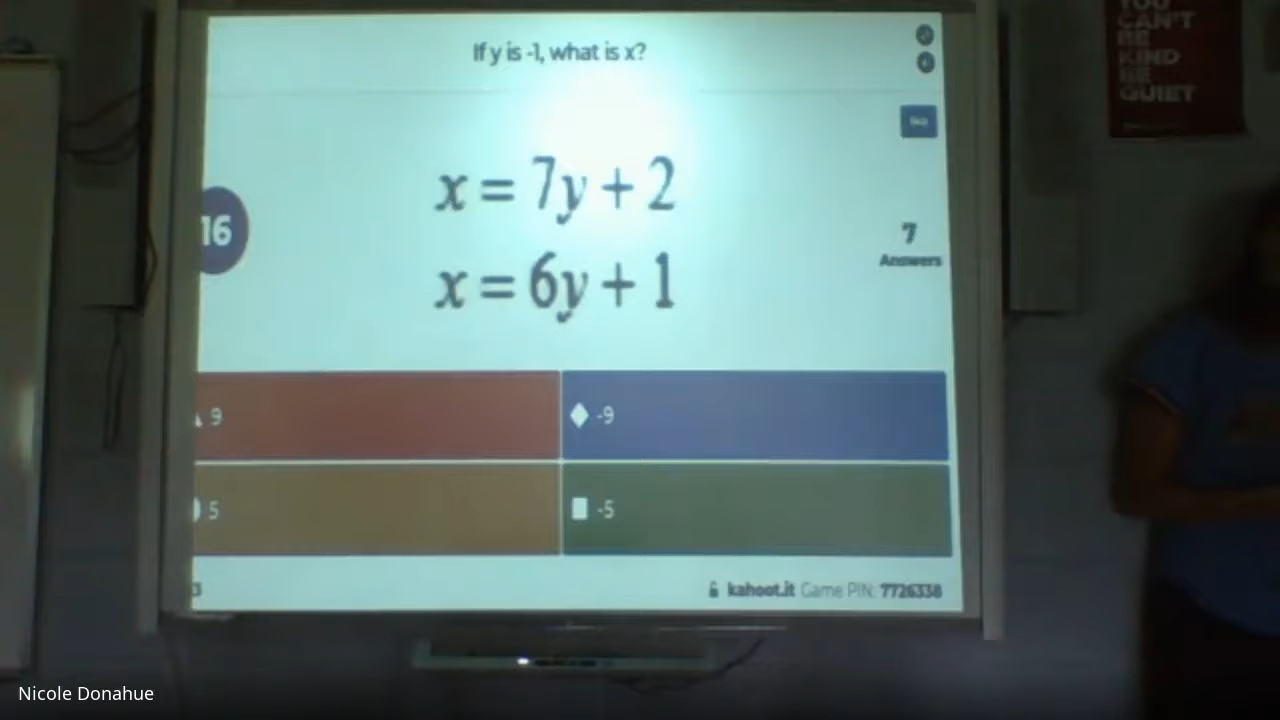 If y is -1, what is x?
YOU
CAN'T
BE
KIND
BE
QUIET
Skip
x = 7y + 2
16
7
Answers
x = 6y + 1
9
-9
5
-5
kahoot.it Game PIN: 7726338
Nicole Donahue